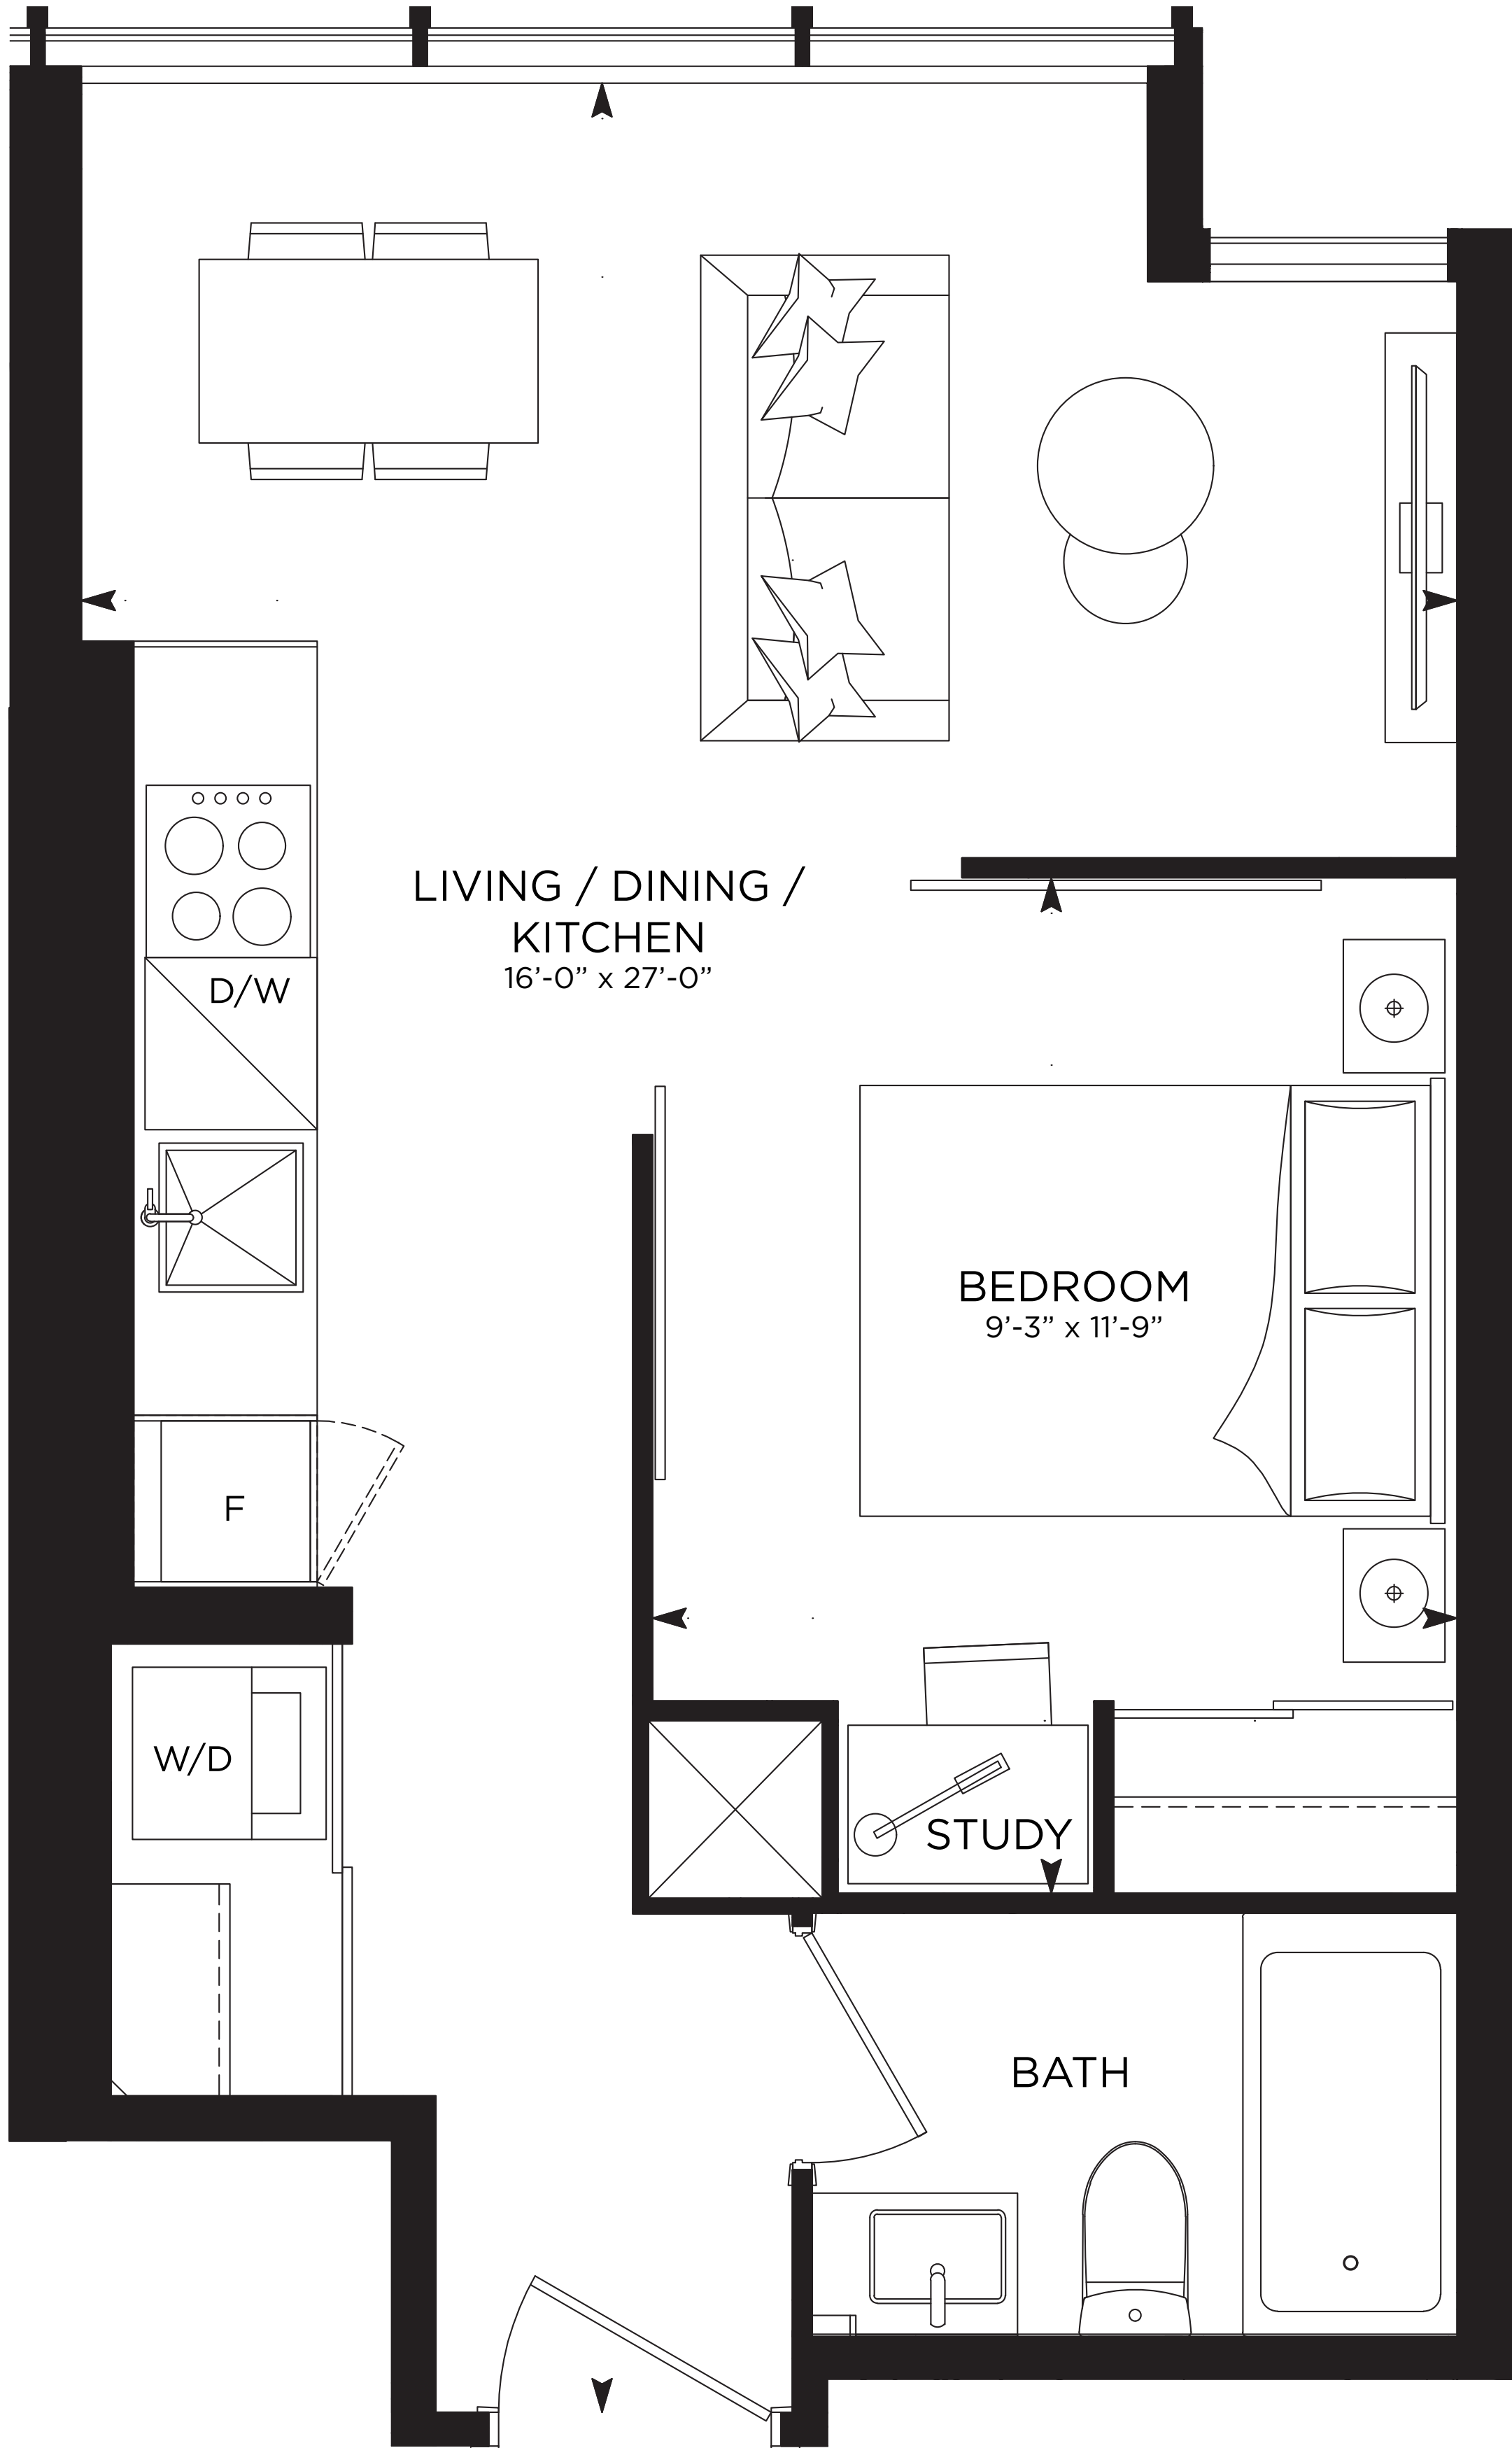 LIVING / DINING /
KITCHEN
16’-0” x 27’-0”
D/W
BEDROOM
9’-3” x 11’-9”
F
W/D
STUDY
BATH